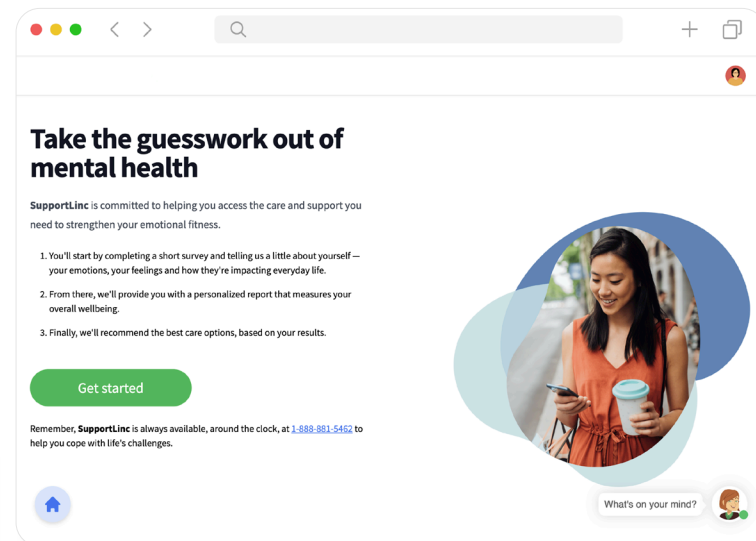 Take the guesswork out of
mental health
SupportLinc is committed to helping you access the care and support you
need to strengthen your emotional fitness.
1. You'll start by completing a short survey and telling us a little about yourself —
your emotions, your feelings and how they're impacting everyday life.
2. From there, we'll provide you with a personalized report that measures your
overall wellbeing.
3. Finally, we'll recommend the best care options, based on your results.
Get started
Remember, SupportLinc is always available, around the clock, at 1-888-881-5462 to
help you cope with life's challenges.
What's on your mind?